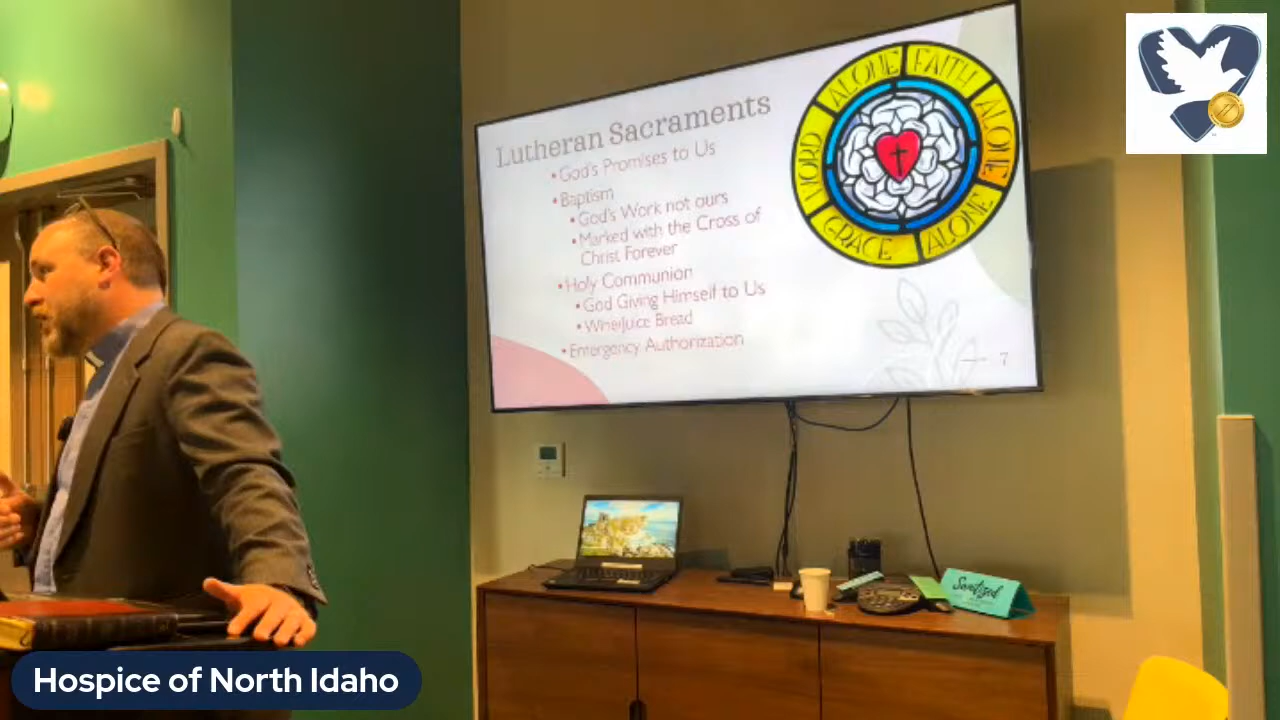 Lutheran Sacraments
• God's Promises to Us
• Baptism
• God's Work not ours
• Marked with the Cross of
Christ Forever
• Holy Communion
• God Giving Himself to Us
• Wine/Juice Bread
• Emergency Authorization
7
WORD ALONE FAITH ALONE
GRACE ALONE
Sanitized
Hospice of North Idaho